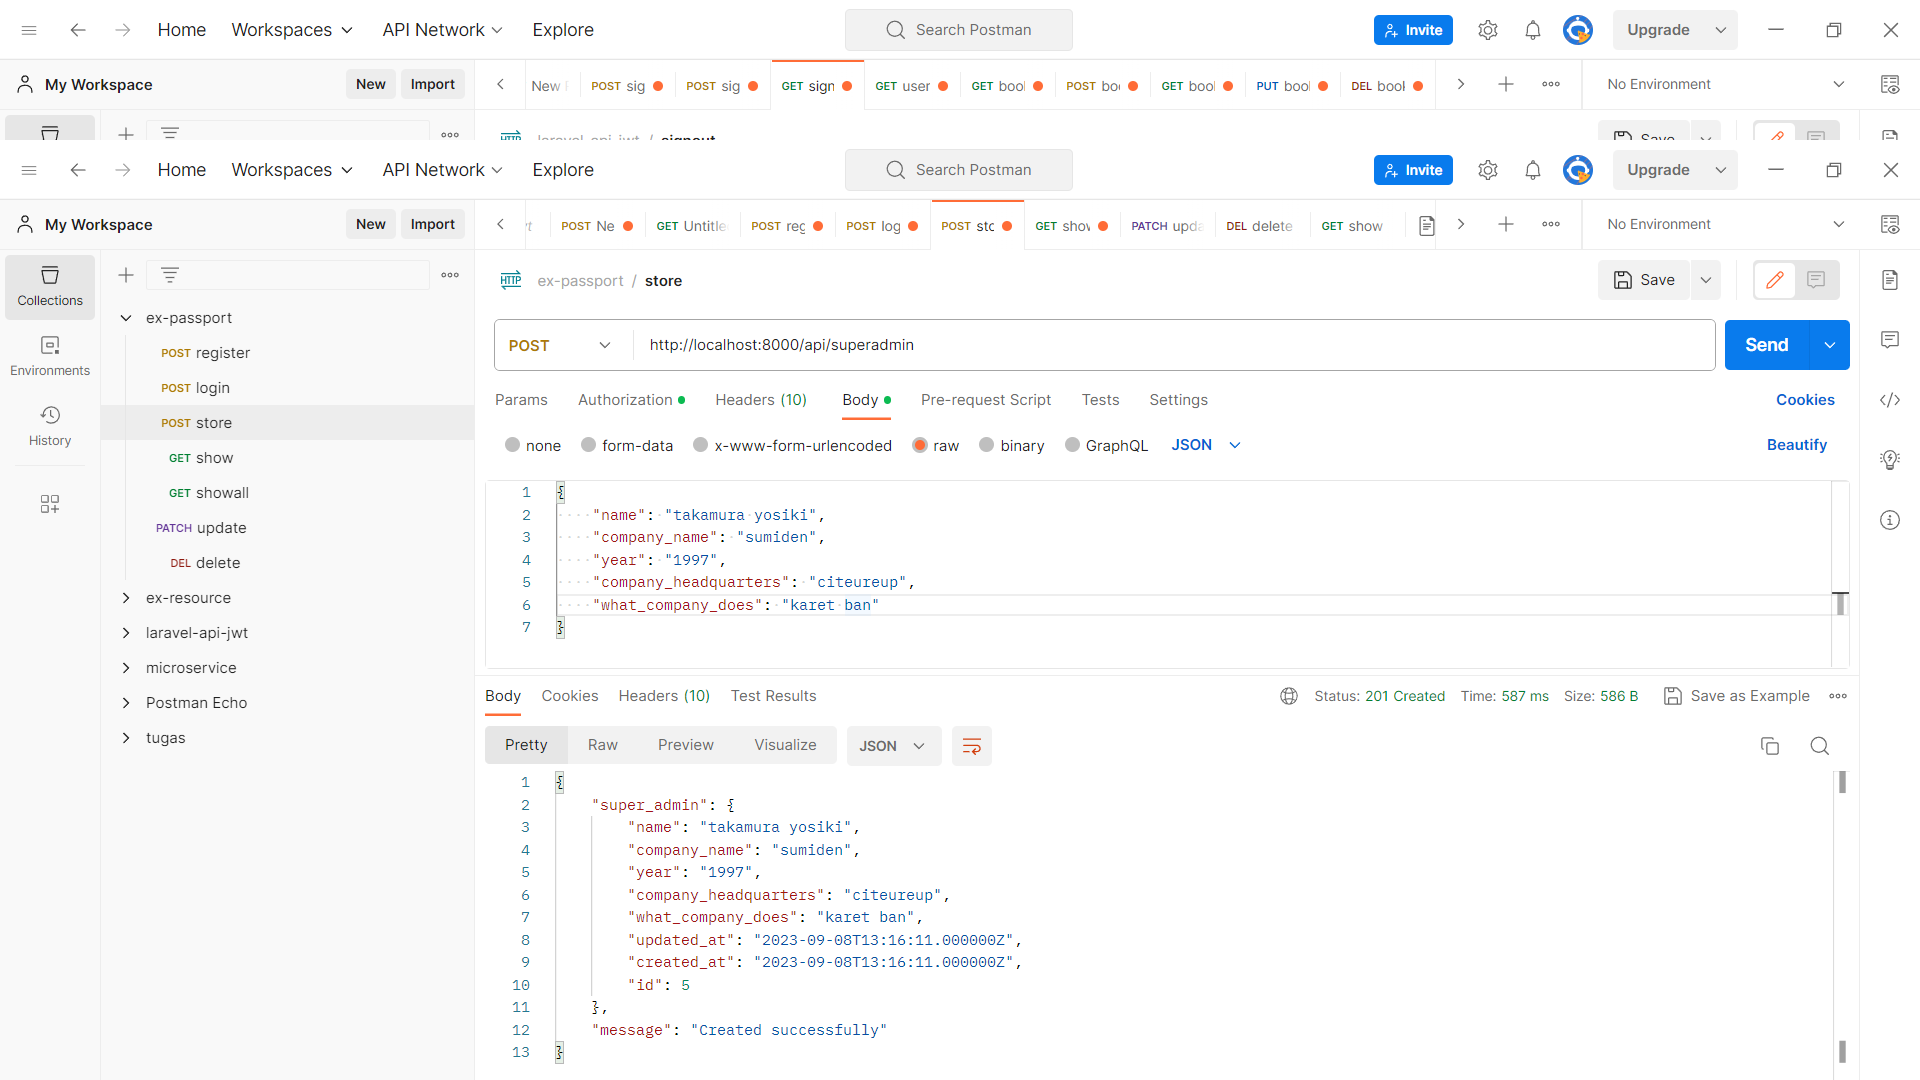 Home Workspaces API Network Explore Search Postman Invite Upgrade
My Workspace New Import New POST sig POST sig GET sign GET user GET bool POST bo GET bool PUT bool DEL book No Environment
laravel-api-jwt / signout Save
Home Workspaces API Network Explore Search Postman Invite Upgrade
My Workspace New Import POST Ne GET Untitle POST reg POST log POST sto GET show PATCH upda DEL delete GET show No Environment
Collections
Environments
History
ex-passport
POST register
POST login
POST store
GET show
GET showall
PATCH update
DEL delete
ex-resource
laravel-api-jwt
microservice
Postman Echo
tugas
HTTP ex-passport / store Save
POST http://localhost:8000/api/superadmin Send
Params Authorization Headers (10) Body Pre-request Script Tests Settings Cookies
none form-data x-www-form-urlencoded raw binary GraphQL JSON Beautify
1 {
2 "name": "takamura yosiki",
3 "company_name": "sumiden",
4 "year": "1997",
5 "company_headquarters": "citeureup",
6 "what_company_does": "karet ban"
7 }
Body Cookies Headers (10) Test Results Status: 201 Created Time: 587 ms Size: 586 B Save as Example
Pretty Raw Preview Visualize JSON
1 {
2 "super_admin": {
3 "name": "takamura yosiki",
4 "company_name": "sumiden",
5 "year": "1997",
6 "company_headquarters": "citeureup",
7 "what_company_does": "karet ban",
8 "updated_at": "2023-09-08T13:16:11.000000Z",
9 "created_at": "2023-09-08T13:16:11.000000Z",
10 "id": 5
11 },
12 "message": "Created successfully"
13 }